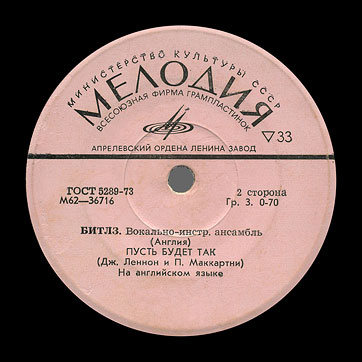 МИНИСТЕРСТВО КУЛЬТУРЫ СССР
МЕЛОДИЯ
ВСЕСОЮЗНАЯ ФИРМА ГРАМПЛАСТИНОК
▽33
АПРЕЛЕВСКИЙ ОРДЕНА ЛЕНИНА ЗАВОД
ГОСТ 5289-73
М62—36716
2 сторона
Гр. 3. 0-70
БИТЛЗ. Вокально-инстр. ансамбль
(Англия)
ПУСТЬ БУДЕТ ТАК
(Дж. Леннон и П. Маккартни)
На английском языке